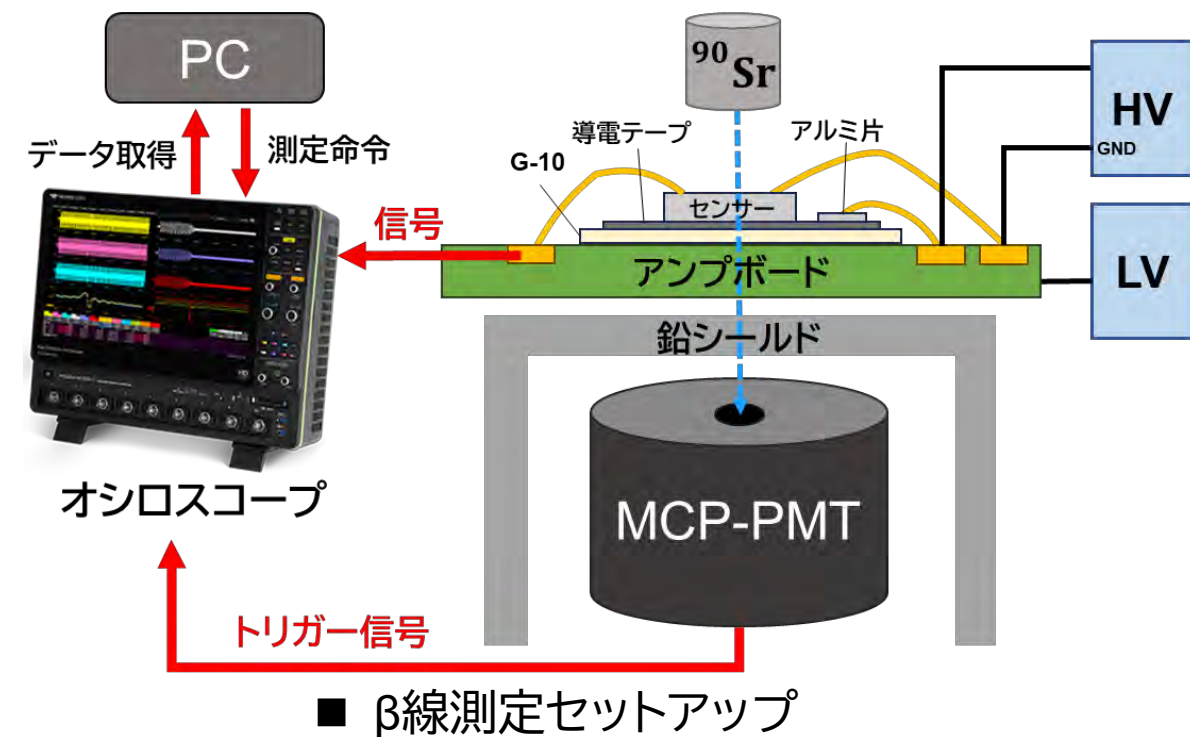 PC
データ取得
測定命令
⁹⁰Sr
HV
GND
導電テープ
アルミ片
G-10
センサー
信号
アンプボード
LV
鉛シールド
オシロスコープ
MCP-PMT
トリガー信号
■ β線測定セットアップ